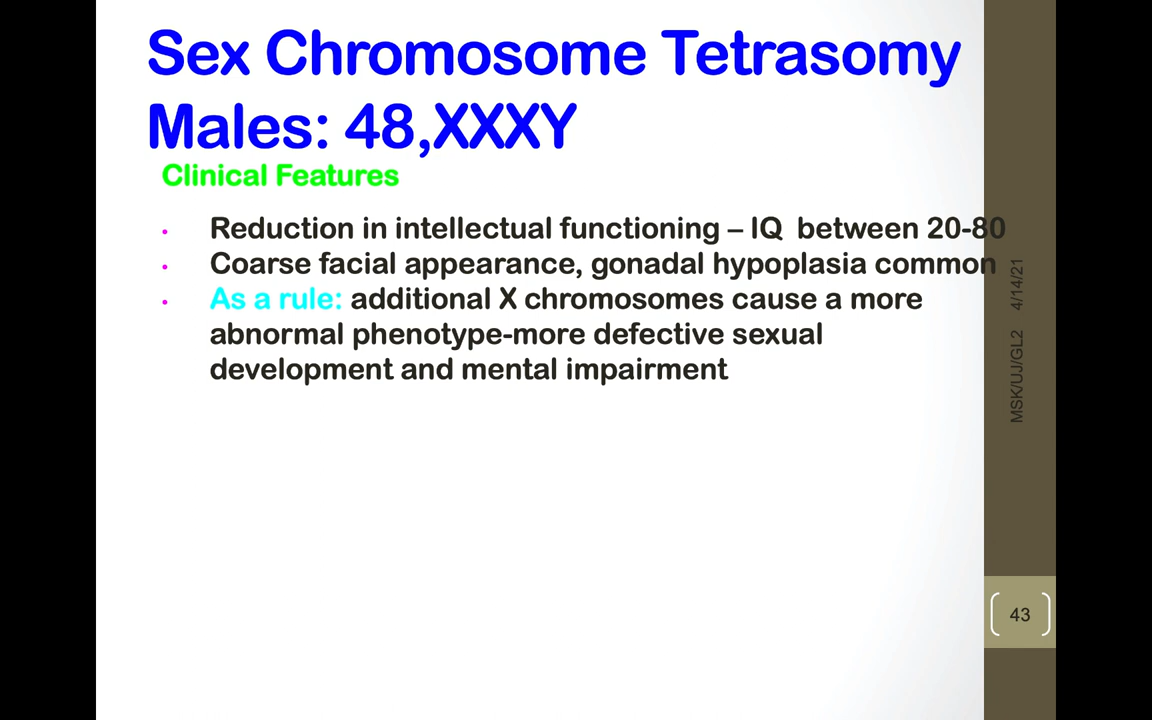 Sex Chromosome Tetrasomy
Males: 48,XXXY
Clinical Features
• Reduction in intellectual functioning – IQ  between 20-80
• Coarse facial appearance, gonadal hypoplasia common
• As a rule: additional X chromosomes cause a more
abnormal phenotype-more defective sexual
development and mental impairment
MSK/UJ/GL2 4/14/21
43